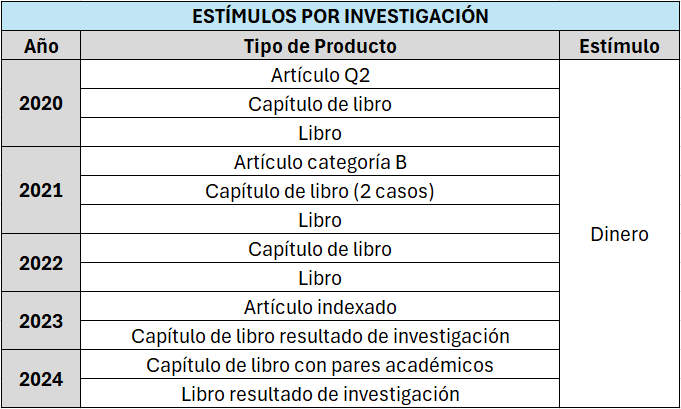 ESTÍMULOS POR INVESTIGACIÓN
Año Tipo de Producto Estímulo
2020
Artículo Q2
Capítulo de libro
Libro
2021
Artículo categoría B
Capítulo de libro (2 casos)
Libro
2022
Capítulo de libro
Libro
2023
Artículo indexado
Capítulo de libro resultado de investigación
2024
Capítulo de libro con pares académicos
Libro resultado de investigación
Dinero